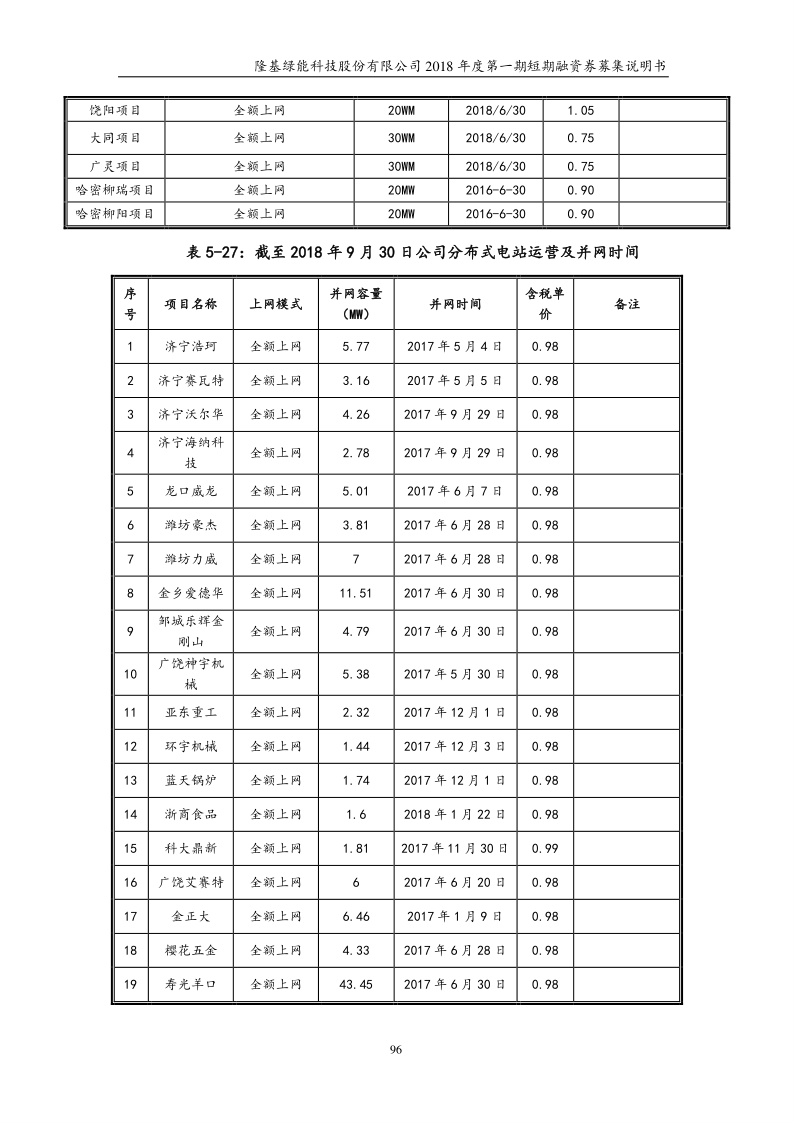 隆基绿能科技股份有限公司 2018 年度第一期短期融资券募集说明书
饶阳项目 全额上网 20WM 2018/6/30 1.05
大同项目 全额上网 30WM 2018/6/30 0.75
广灵项目 全额上网 30WM 2018/6/30 0.75
哈密柳瑞项目 全额上网 20MW 2016-6-30 0.90
哈密柳阳项目 全额上网 20MW 2016-6-30 0.90
表 5-27：截至 2018 年 9 月 30 日公司分布式电站运营及并网时间
序号 项目名称 上网模式 并网容量（MW） 并网时间 含税单价 备注
1 济宁浩珂 全额上网 5.77 2017 年 5 月 4 日 0.98
2 济宁赛瓦特 全额上网 3.16 2017 年 5 月 5 日 0.98
3 济宁沃尔华 全额上网 4.26 2017 年 9 月 29 日 0.98
4 济宁海纳科技 全额上网 2.78 2017 年 9 月 29 日 0.98
5 龙口威龙 全额上网 5.01 2017 年 6 月 7 日 0.98
6 潍坊豪杰 全额上网 3.81 2017 年 6 月 28 日 0.98
7 潍坊力威 全额上网 7 2017 年 6 月 28 日 0.98
8 金乡爱德华 全额上网 11.51 2017 年 6 月 30 日 0.98
9 邹城乐辉金刚山 全额上网 4.79 2017 年 6 月 30 日 0.98
10 广饶神宇机械 全额上网 5.38 2017 年 5 月 30 日 0.98
11 亚东重工 全额上网 2.32 2017 年 12 月 1 日 0.98
12 环宇机械 全额上网 1.44 2017 年 12 月 3 日 0.98
13 蓝天锅炉 全额上网 1.74 2017 年 12 月 1 日 0.98
14 浙商食品 全额上网 1.6 2018 年 1 月 22 日 0.98
15 科大鼎新 全额上网 1.81 2017 年 11 月 30 日 0.99
16 广饶艾赛特 全额上网 6 2017 年 6 月 20 日 0.98
17 金正大 全额上网 6.46 2017 年 1 月 9 日 0.98
18 樱花五金 全额上网 4.33 2017 年 6 月 28 日 0.98
19 寿光羊口 全额上网 43.45 2017 年 6 月 30 日 0.98
96